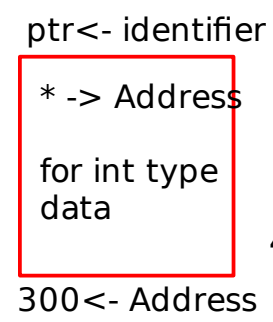 ptr<- identifier
* -> Address
for int type
data
300<- Address